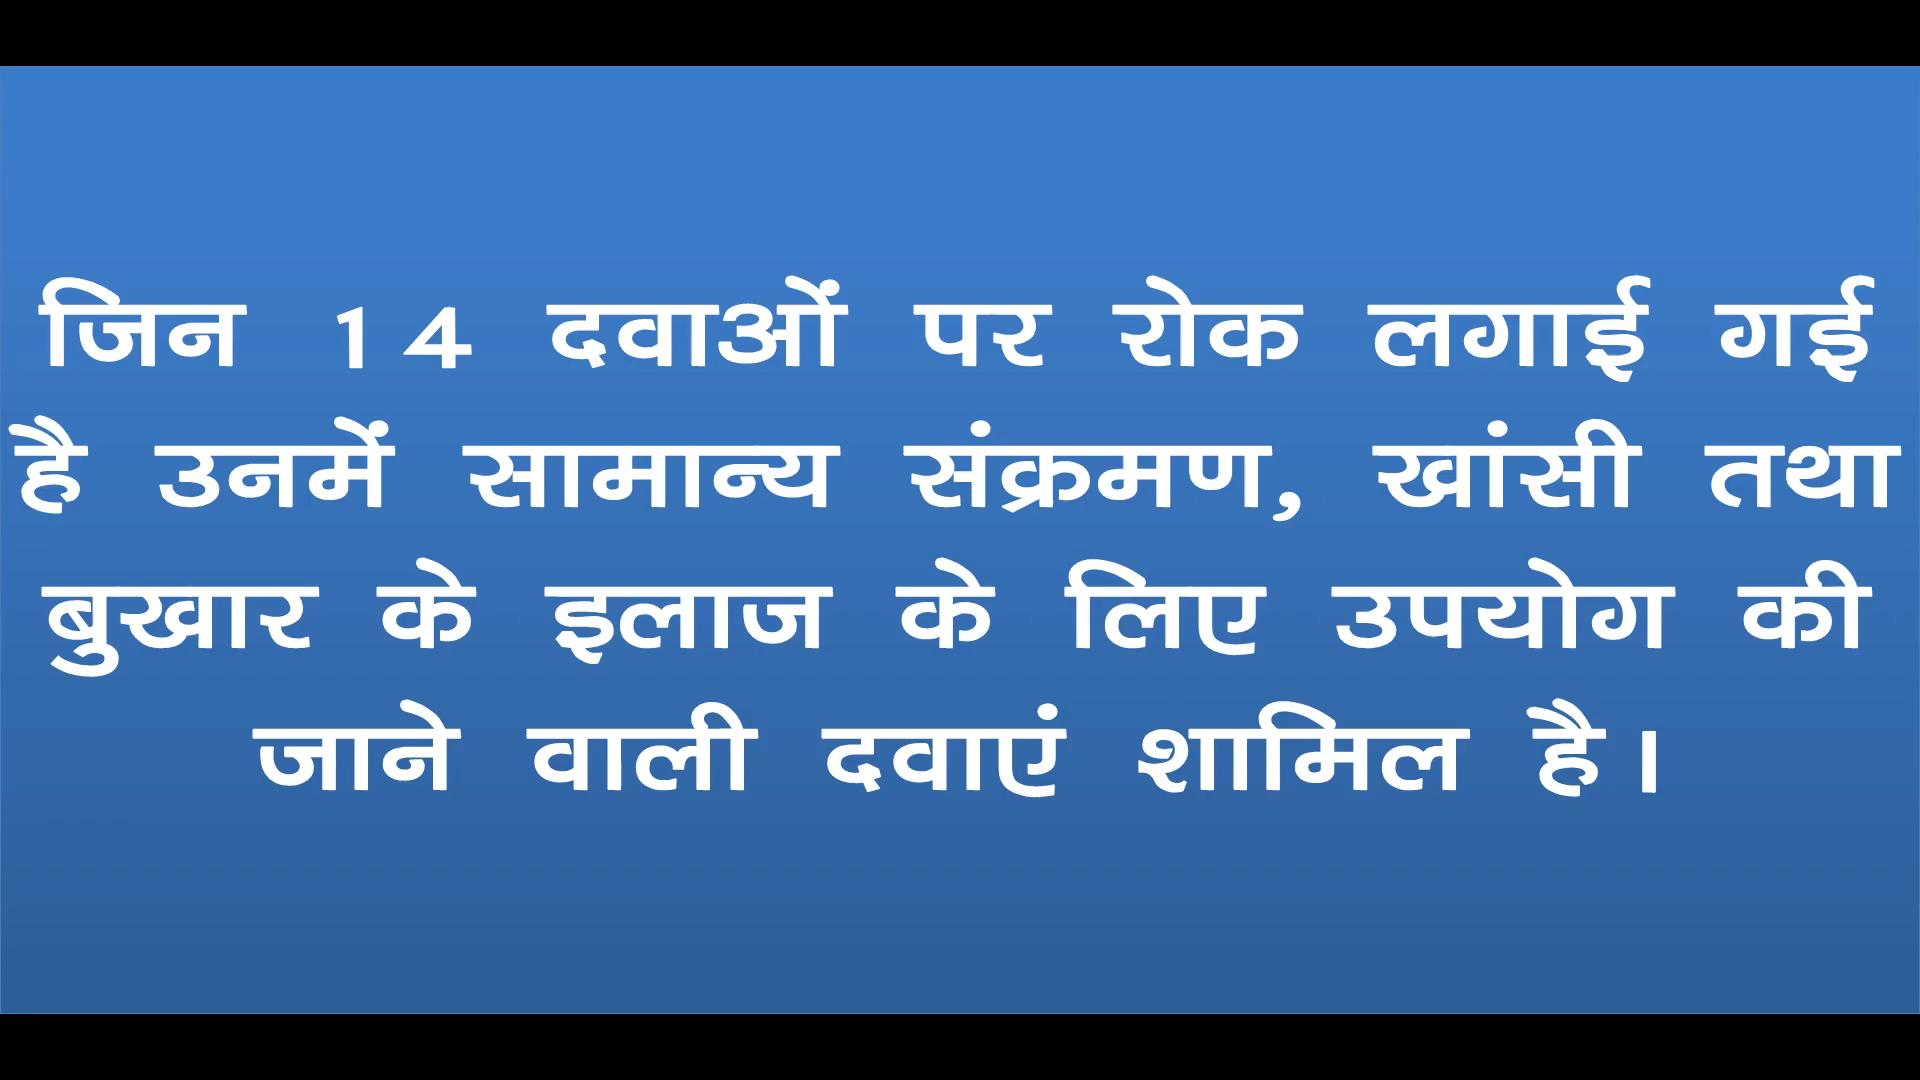 जिन 14 दवाओं पर रोक लगाई गई
है उनमें सामान्य संक्रमण, खांसी तथा
बुखार के इलाज के लिए उपयोग की
जाने वाली दवाएं शामिल है।